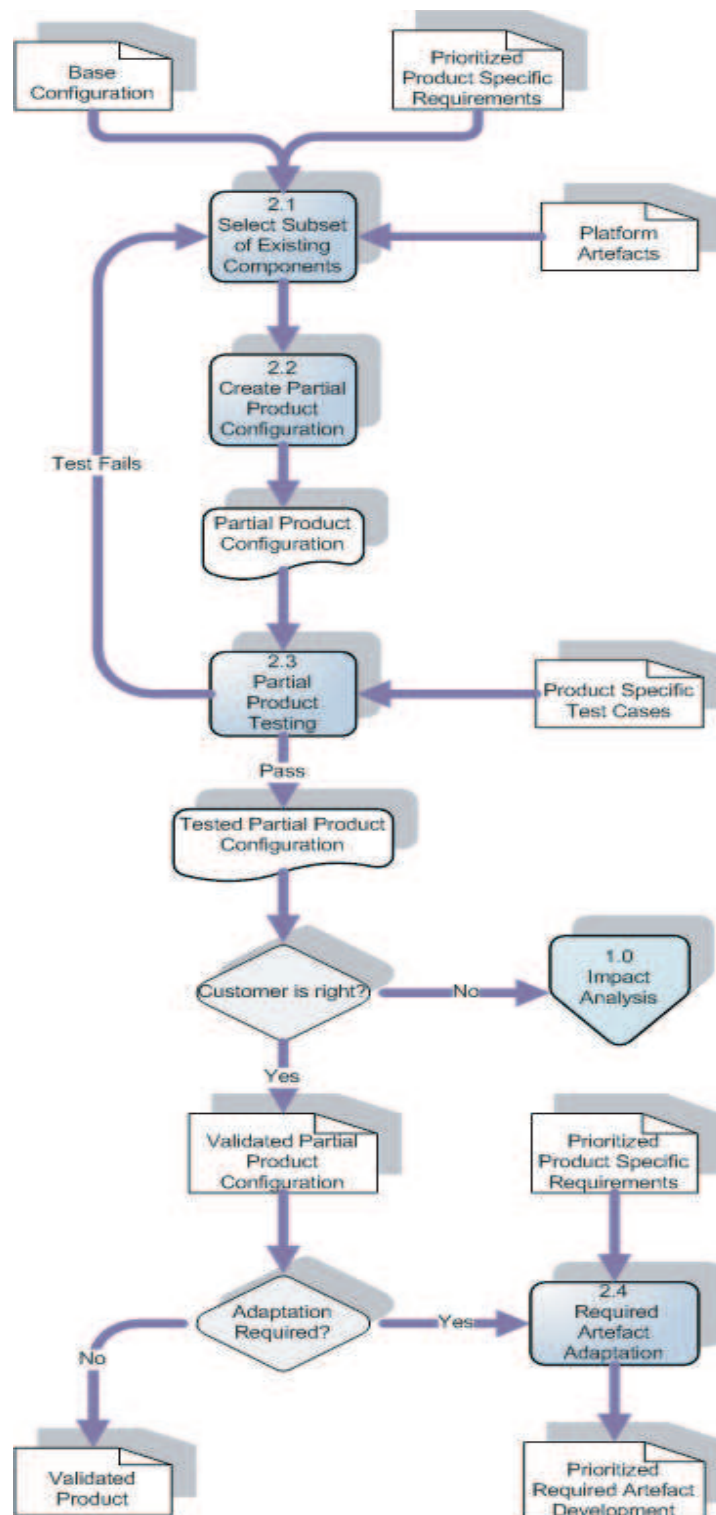 Base
Configuration
Prioritized
Product Specific
Requirements
2.1
Select Subset
of Existing
Components
Platform
Artefacts
2.2
Create Partial
Product
Configuration
Test Fails
Partial Product
Configuration
2.3
Partial
Product
Testing
Product Specific
Test Cases
Pass
Tested Partial Product
Configuration
Customer is right?
No
1.0
Impact
Analysis
Yes
Validated Partial
Product
Configuration
Prioritized
Product Specific
Requirements
Adaptation
Required?
Yes
2.4
Required
Artefact
Adaptation
No
Validated
Product
Prioritized
Required Artefact
Development